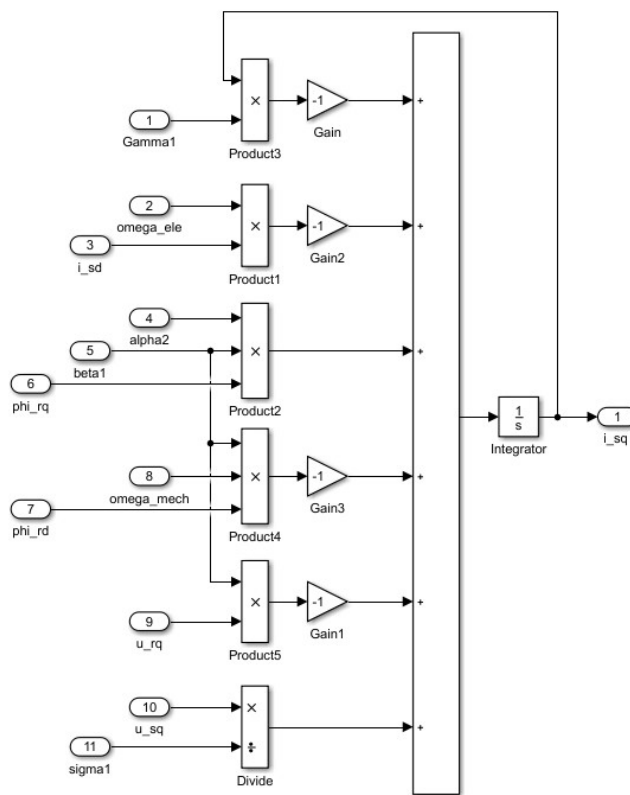 1
Gamma1
×
Product3
-1
Gain
+
2
omega_ele
3
i_sd
×
Product1
-1
Gain2
+
4
alpha2
5
beta1
6
phi_rq
×
Product2
+
1
s
Integrator
1
i_sq
8
omega_mech
7
phi_rd
×
Product4
-1
Gain3
+
9
u_rq
×
Product5
-1
Gain1
+
10
u_sq
11
sigma1
×
÷
Divide
+